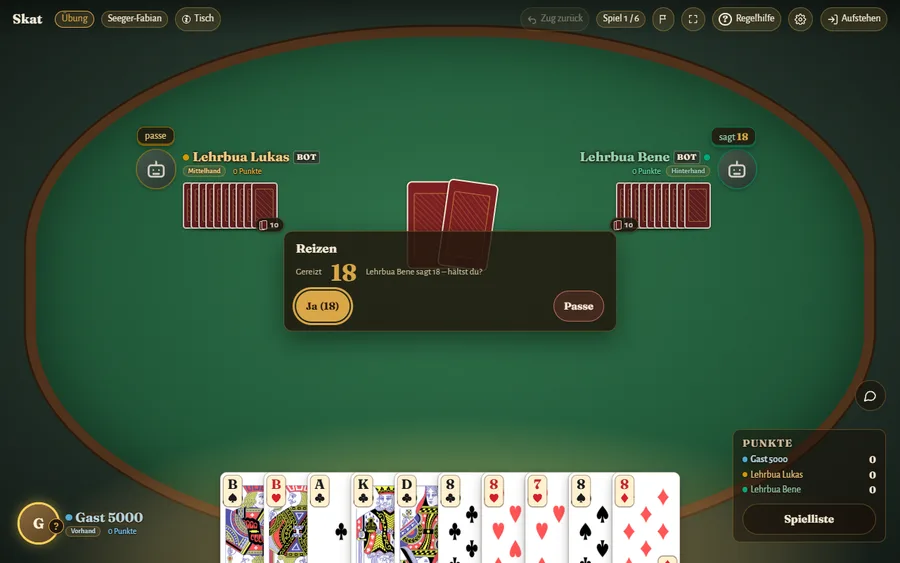 Skat
Übung
Seeger-Fabian
Tisch
Zug zurück
Spiel 1 / 6
Regelhilfe
Aufstehen
passe
Lehrbua Lukas BOT
Mittelhand 0 Punkte
10
sagt 18
Lehrbua Bene BOT
0 Punkte Hinterhand
10
Reizen
Gereizt 18 Lehrbua Bene sagt 18 – hältst du?
Ja (18)
Passe
PUNKTE
Gast 5000 0
Lehrbua Lukas 0
Lehrbua Bene 0
Spielliste
G
?
Gast 5000
Vorhand 0 Punkte
B B A K D 8 8 7 8 8